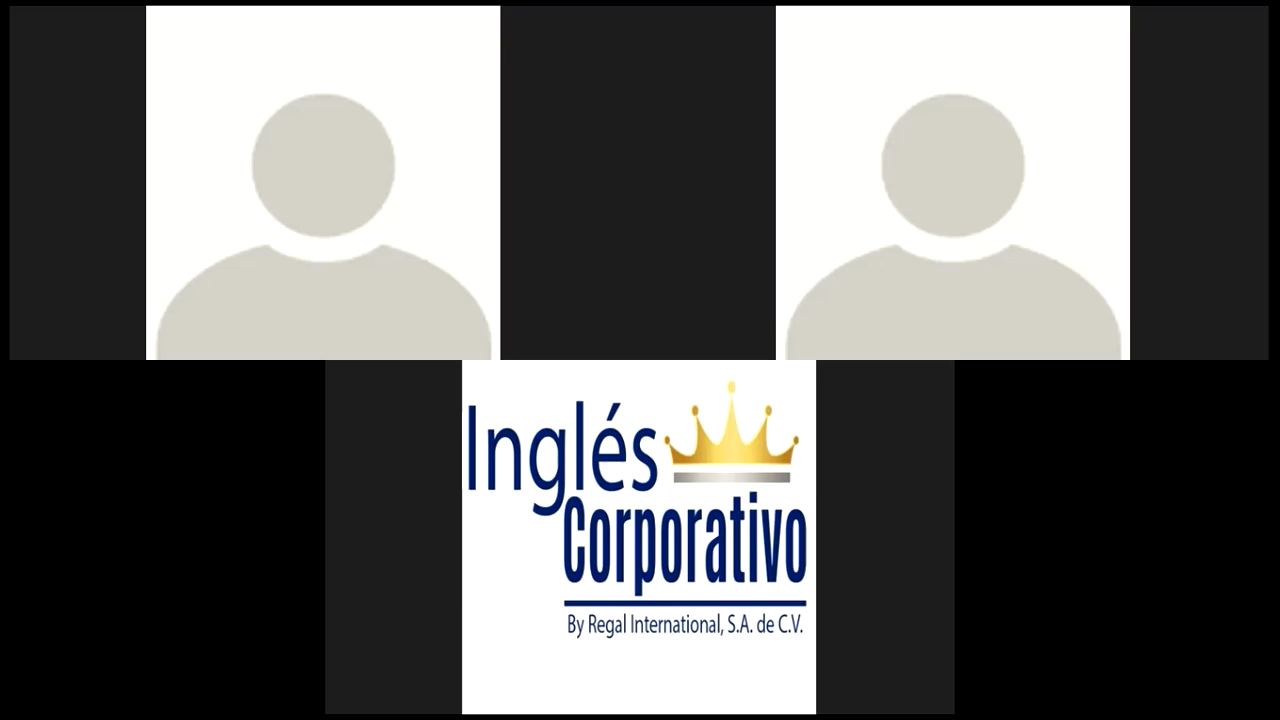 Inglés
Corporativo
By Regal International, S.A. de C.V.